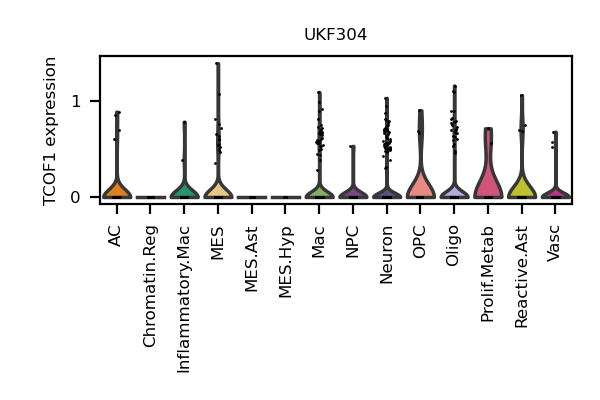 UKF304
TCOF1 expression
1
0
AC
Chromatin.Reg
Inflammatory.Mac
MES
MES.Ast
MES.Hyp
Mac
NPC
Neuron
OPC
Oligo
Prolif.Metab
Reactive.Ast
Vasc